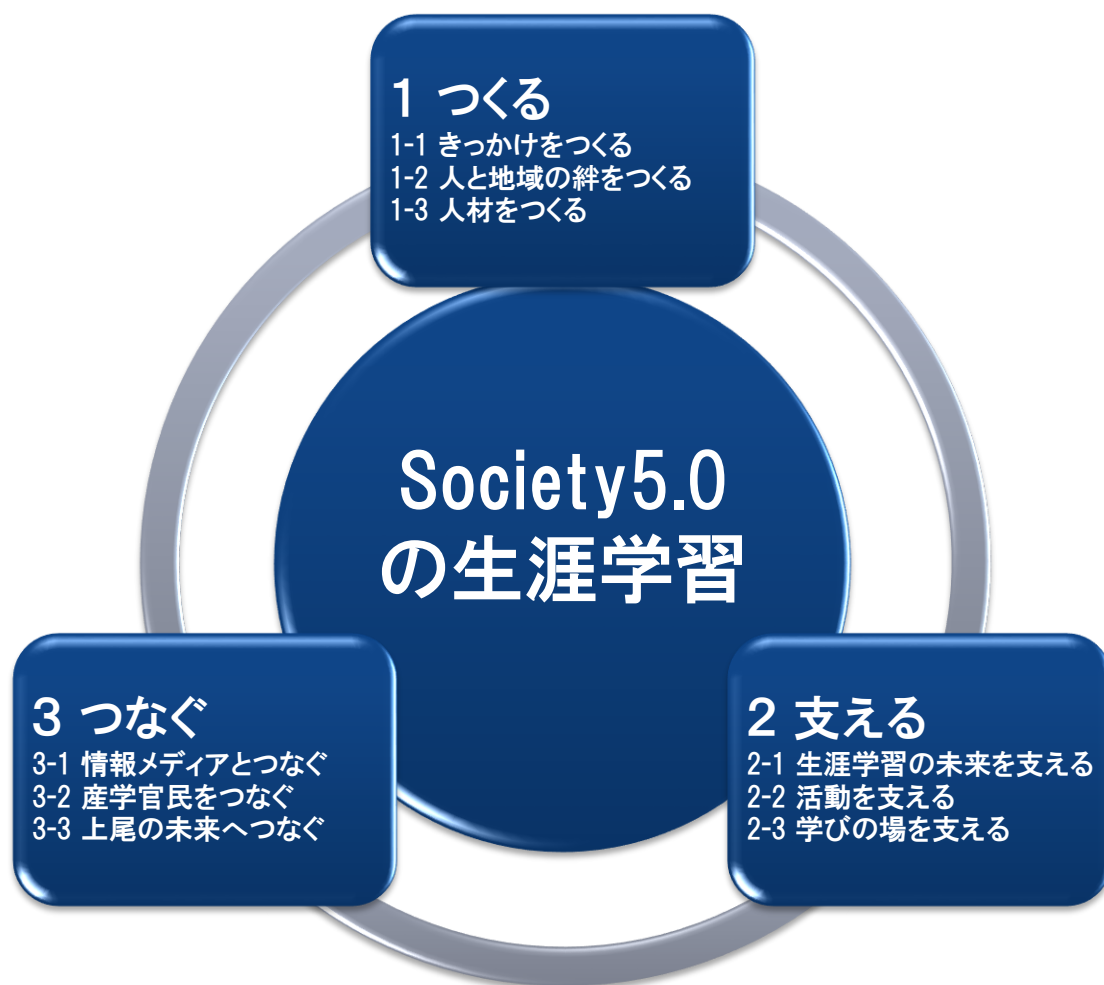 1 つくる
1-1 きっかけをつくる
1-2 人と地域の絆をつくる
1-3 人材をつくる
Society5.0
の生涯学習
2 支える
2-1 生涯学習の未来を支える
2-2 活動を支える
2-3 学びの場を支える
3 つなぐ
3-1 情報メディアとつなぐ
3-2 産学官民をつなぐ
3-3 上尾の未来へつなぐ